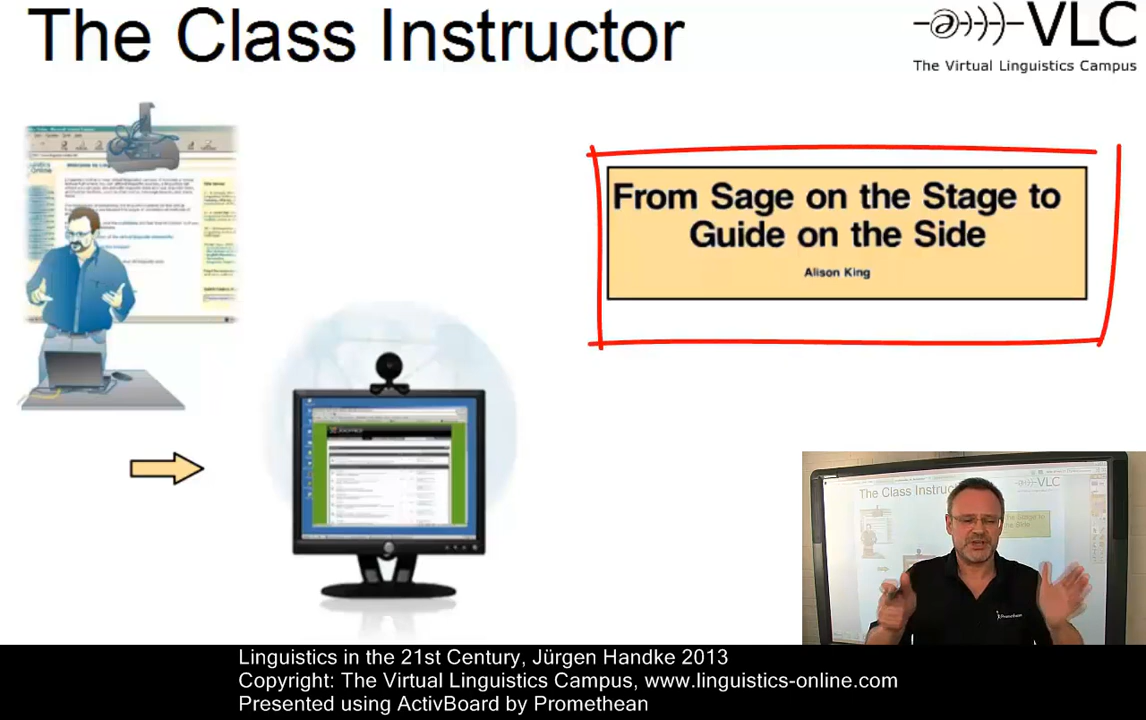 The Class Instructor
VLC
The Virtual Linguistics Campus
From Sage on the Stage to
Guide on the Side
Alison King
The Class Instruc
VLC
Promethean
Linguistics in the 21st Century, Jürgen Handke 2013
Copyright: The Virtual Linguistics Campus, www.linguistics-online.com
Presented using ActivBoard by Promethean